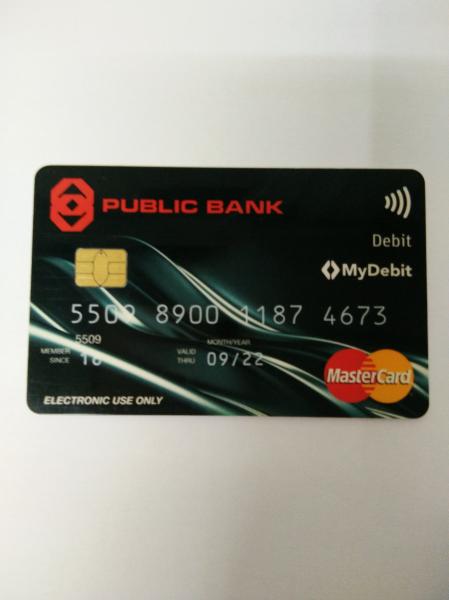 PUBLIC BANK
Debit
MyDebit
5509 8900 1187 4673
5509
MONTH/YEAR
MEMBER SINCE 16 VALID THRU 09/22
ELECTRONIC USE ONLY
MasterCard